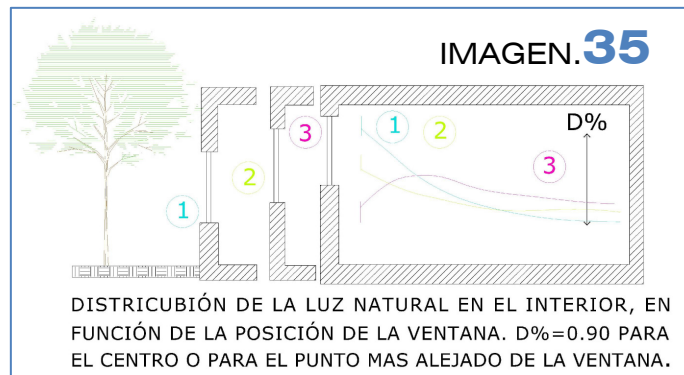 IMAGEN.35
1
2
3
1
2
3
D%
DISTRICUBIÓN DE LA LUZ NATURAL EN EL INTERIOR, EN
FUNCIÓN DE LA POSICIÓN DE LA VENTANA. D%=0.90 PARA
EL CENTRO O PARA EL PUNTO MAS ALEJADO DE LA VENTANA.